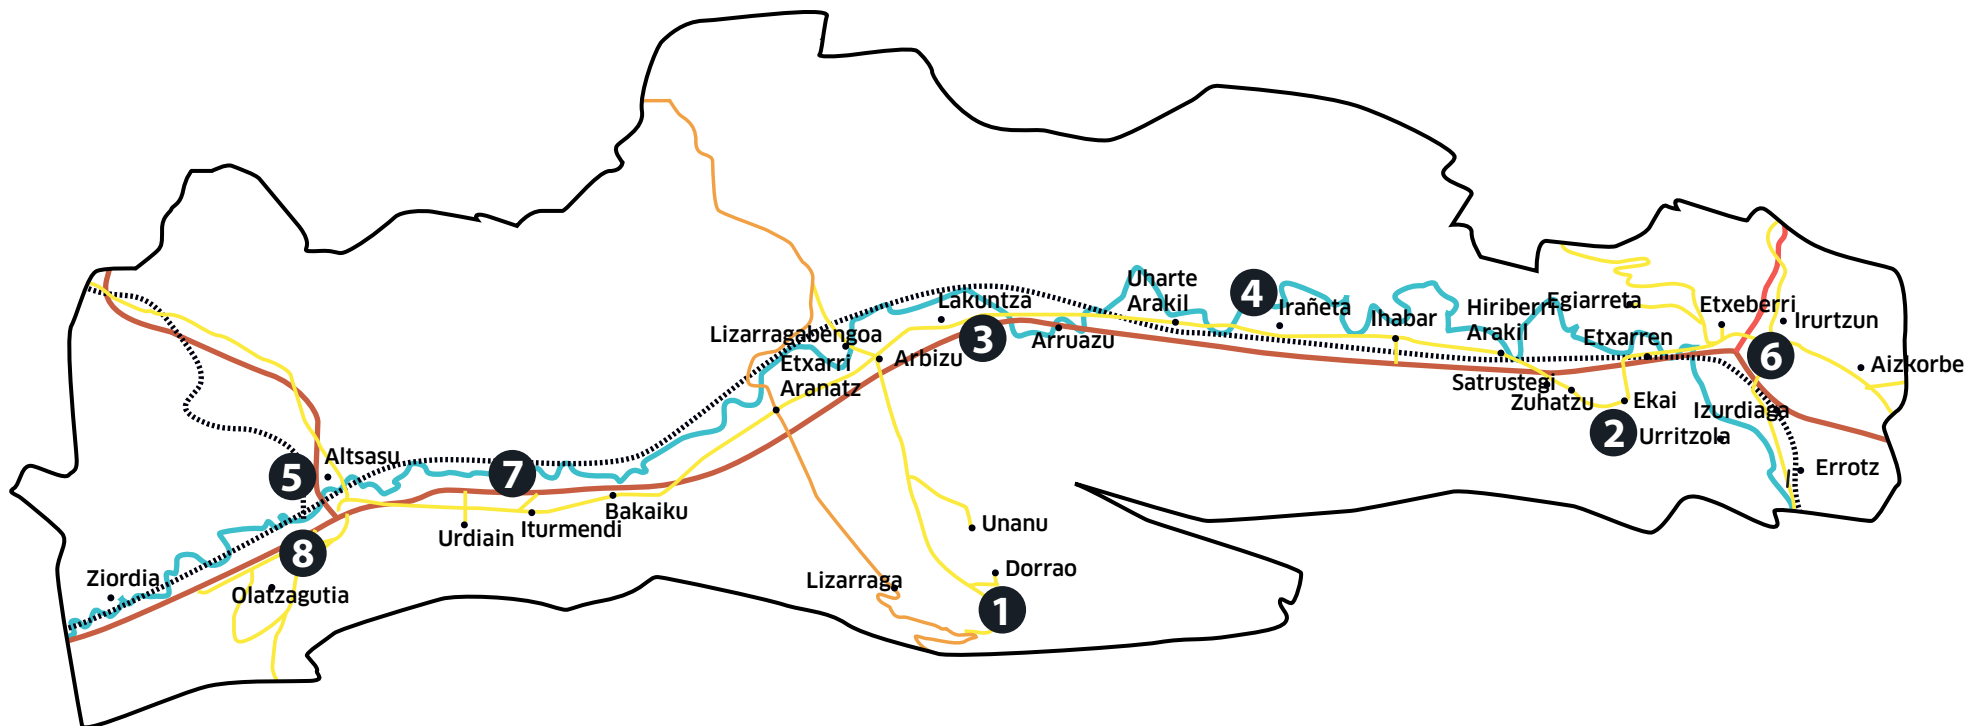 Uharte
Arakil
4
Irañeta
Lakuntza
Hiriberri
Arakil
Egiarreta
Etxeberri
Irurtzun
Ihabar
Etxarren
6
Aizkorbe
Lizarragabengoa
3
Arruazu
Arbizu
Etxarri
Aranatz
Satrustegi
Zuhatzu
Ekai
Izurdiaga
2
Urritzola
Errotz
5
Altsasu
7
Bakaiku
Iturmendi
Urdiain
Unanu
8
Ziordia
Olatzagutia
Lizarraga
Dorrao
1